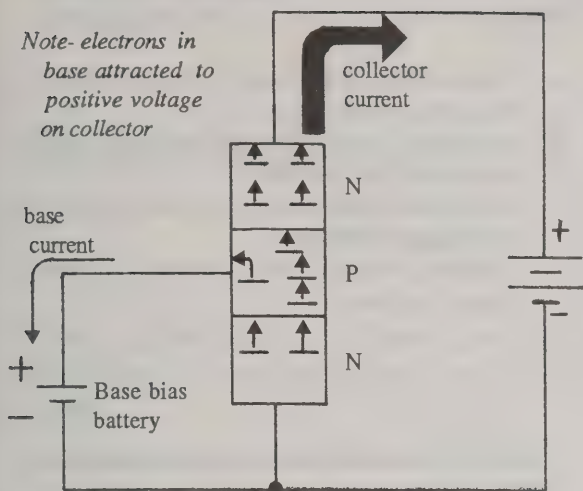 Note- electrons in
base attracted to
positive voltage
on collector
collector
current
N
base
current
P
+
-
N
+
-
Base bias
battery